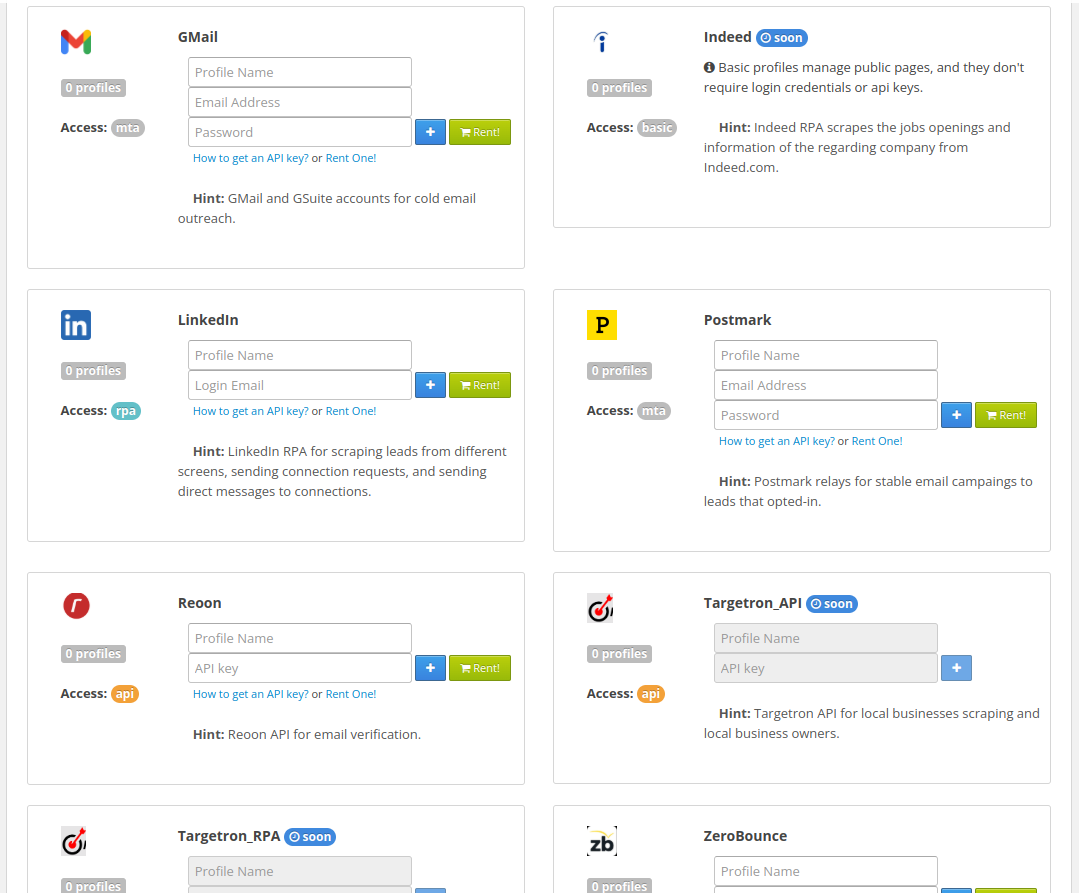 GMail
Profile Name
0 profiles
Email Address
Access: mta
Password
+ Rent!
How to get an API key? or Rent One!
Hint: GMail and GSuite accounts for cold email
outreach.
Indeed soon
Basic profiles manage public pages, and they don't
0 profiles
require login credentials or api keys.
Access: basic
Hint: Indeed RPA scrapes the jobs openings and
information of the regarding company from
Indeed.com.
in
LinkedIn
Profile Name
0 profiles
Login Email
+ Rent!
Access: rpa
How to get an API key? or Rent One!
Hint: LinkedIn RPA for scraping leads from different
screens, sending connection requests, and sending
direct messages to connections.
P
Postmark
Profile Name
0 profiles
Email Address
Access: mta
Password
+ Rent!
How to get an API key? or Rent One!
Hint: Postmark relays for stable email campaings to
leads that opted-in.
r
Reoon
Profile Name
0 profiles
API key
+ Rent!
Access: api
How to get an API key? or Rent One!
Hint: Reoon API for email verification.
Targetron_API soon
Profile Name
0 profiles
API key
+
Access: api
Hint: Targetron API for local businesses scraping and
local business owners.
Targetron_RPA soon
Profile Name
0 profiles
zb
ZeroBounce
Profile Name
0 profiles